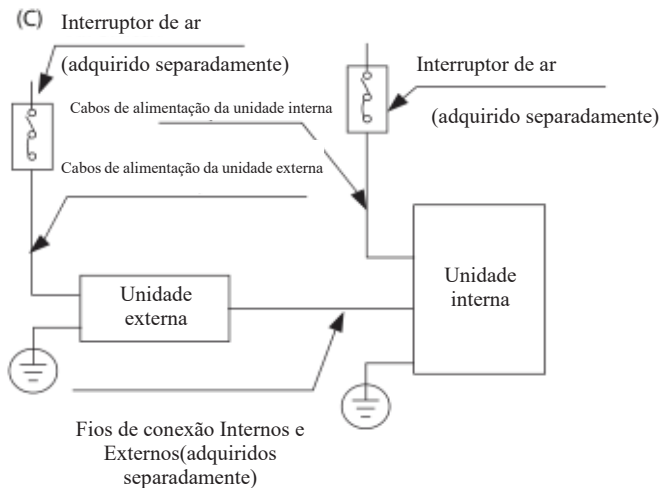 (C) Interruptor de ar
(adquirido separadamente)
Interruptor de ar
(adquirido separadamente)
Cabos de alimentação da unidade interna
Cabos de alimentação da unidade externa
Unidade
externa
Unidade
interna
Fios de conexão Internos e
Externos(adquiridos
separadamente)